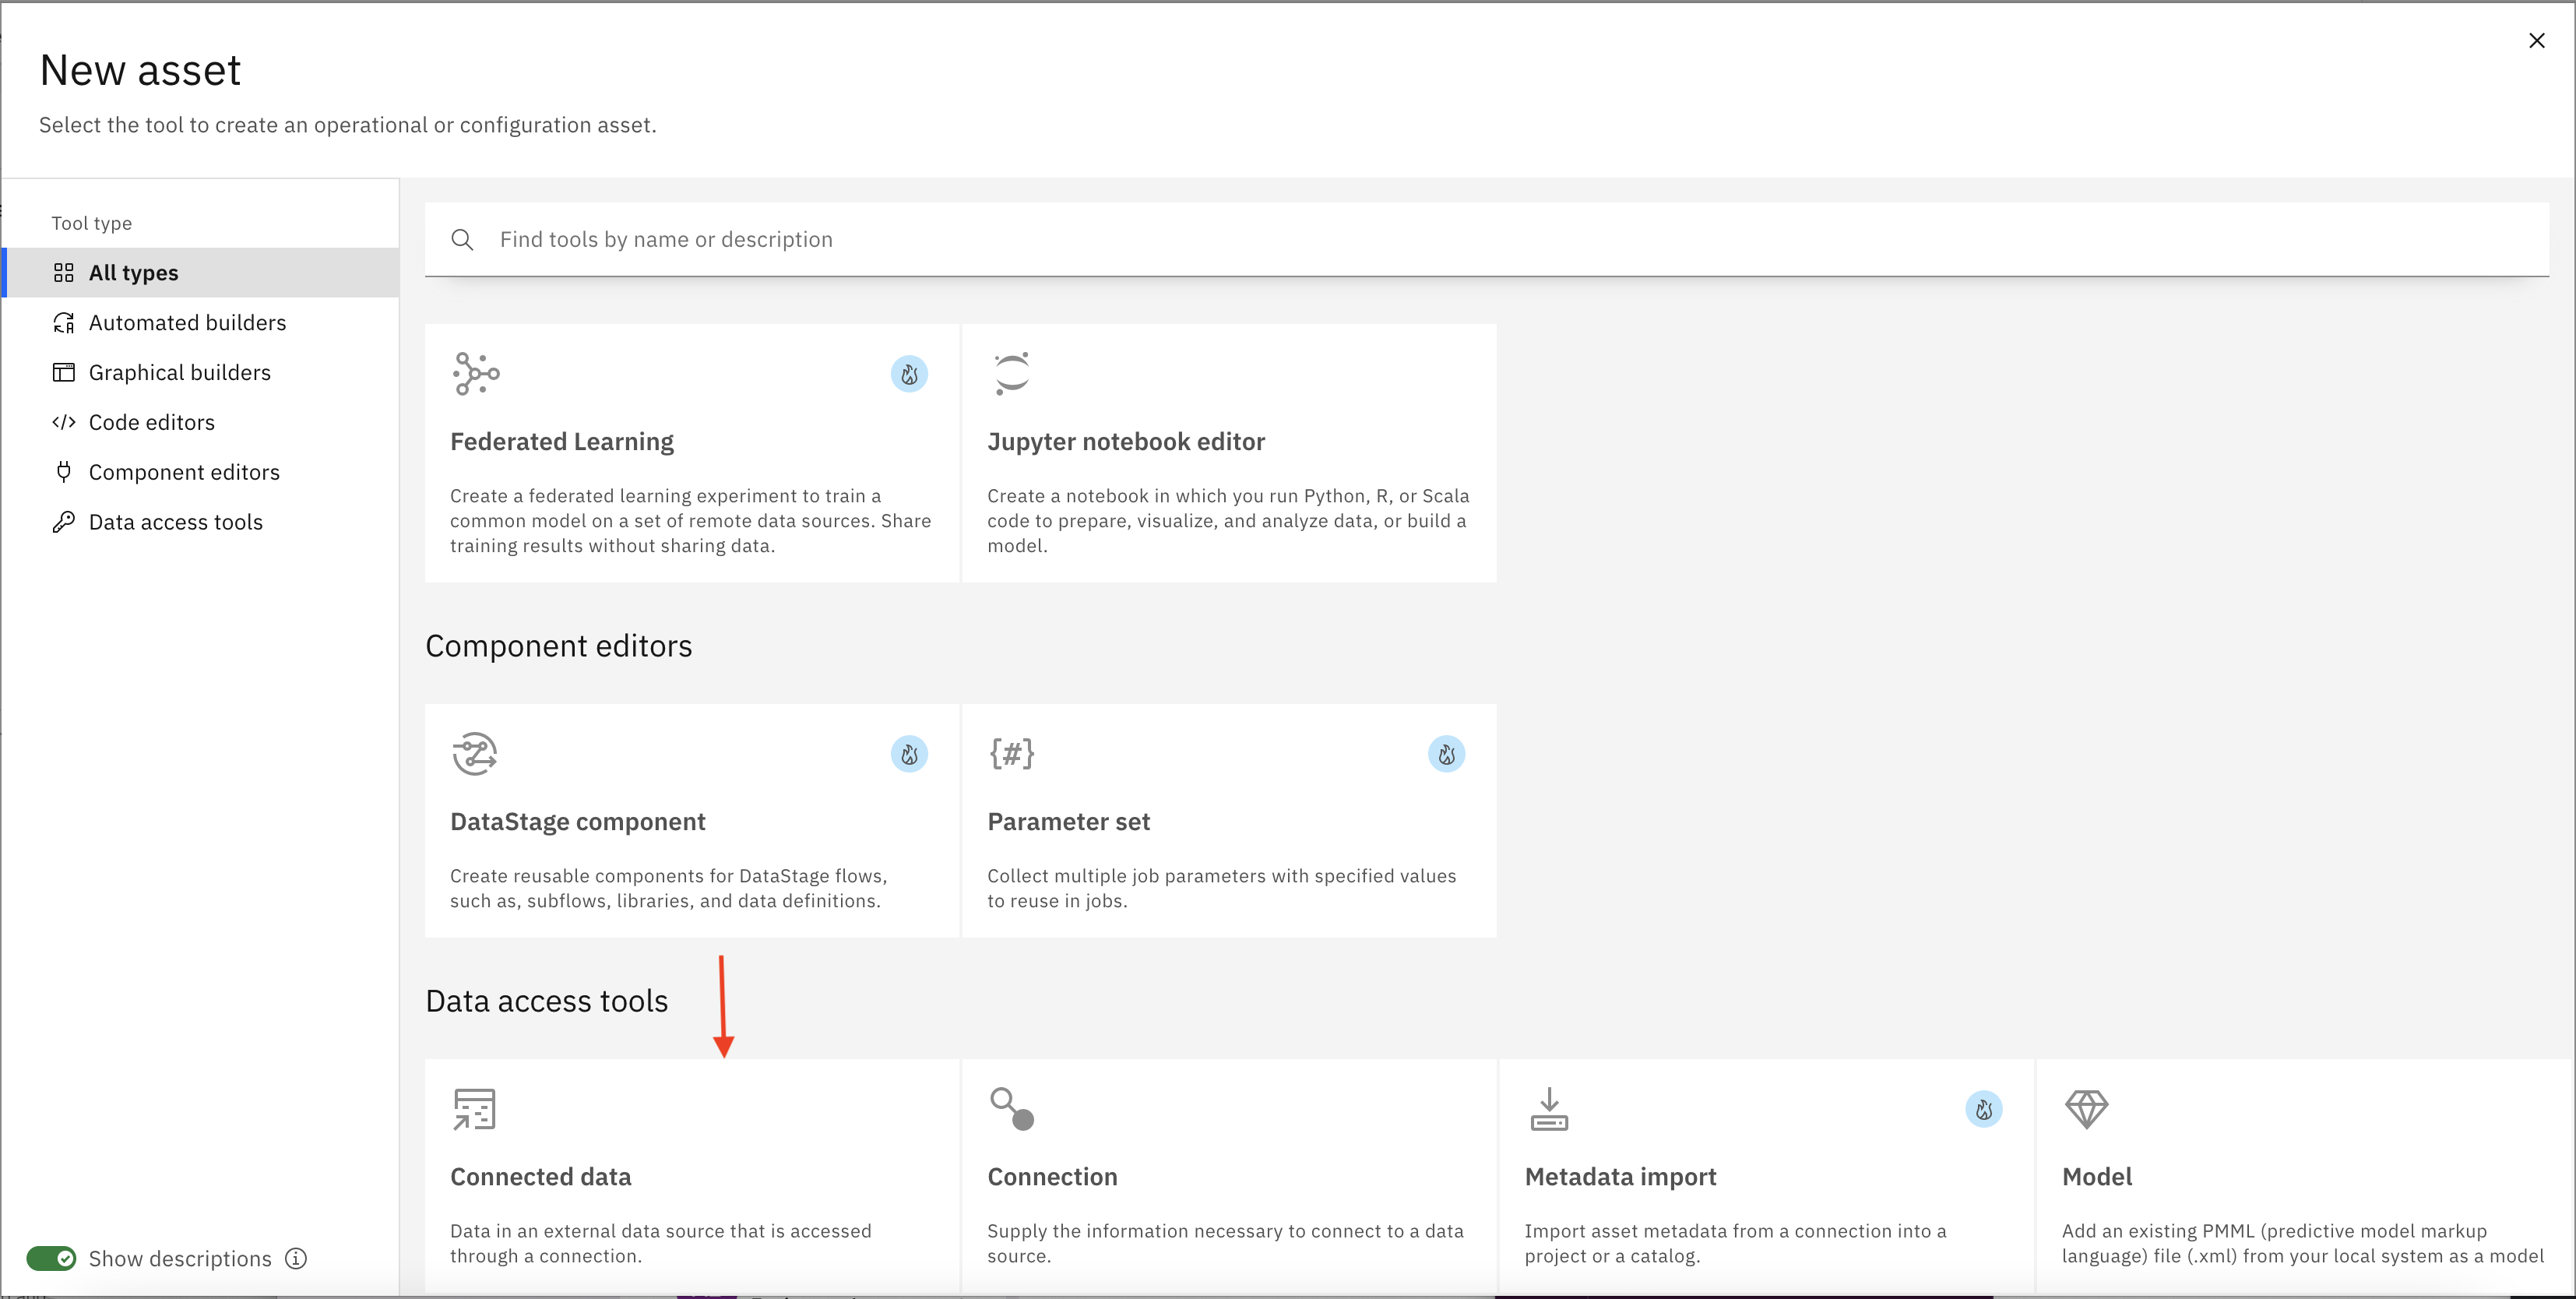 New asset
Select the tool to create an operational or configuration asset.
Tool type
All types
Automated builders
Graphical builders
Code editors
Component editors
Data access tools
Show descriptions
Find tools by name or description
Federated Learning
Create a federated learning experiment to train a
common model on a set of remote data sources. Share
training results without sharing data.
Jupyter notebook editor
Create a notebook in which you run Python, R, or Scala
code to prepare, visualize, and analyze data, or build a
model.
Component editors
DataStage component
Create reusable components for DataStage flows,
such as, subflows, libraries, and data definitions.
{#}
Parameter set
Collect multiple job parameters with specified values
to reuse in jobs.
Data access tools
Connected data
Data in an external data source that is accessed
through a connection.
Connection
Supply the information necessary to connect to a data
source.
Metadata import
Import asset metadata from a connection into a
project or a catalog.
Model
Add an existing PMML (predictive model markup
language) file (.xml) from your local system as a model